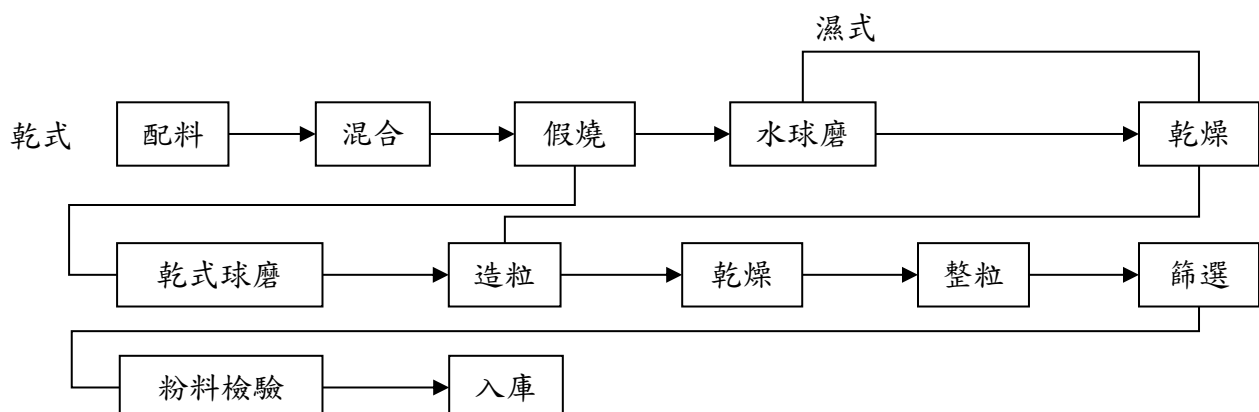 濕式
乾式 配料 混合 假燒 水球磨 乾燥
乾式球磨 造粒 乾燥 整粒 篩選
粉料檢驗 入庫